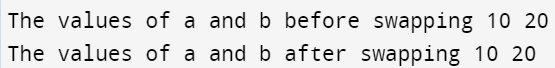 The values of a and b before swapping 10 20
The values of a and b after swapping 10 20